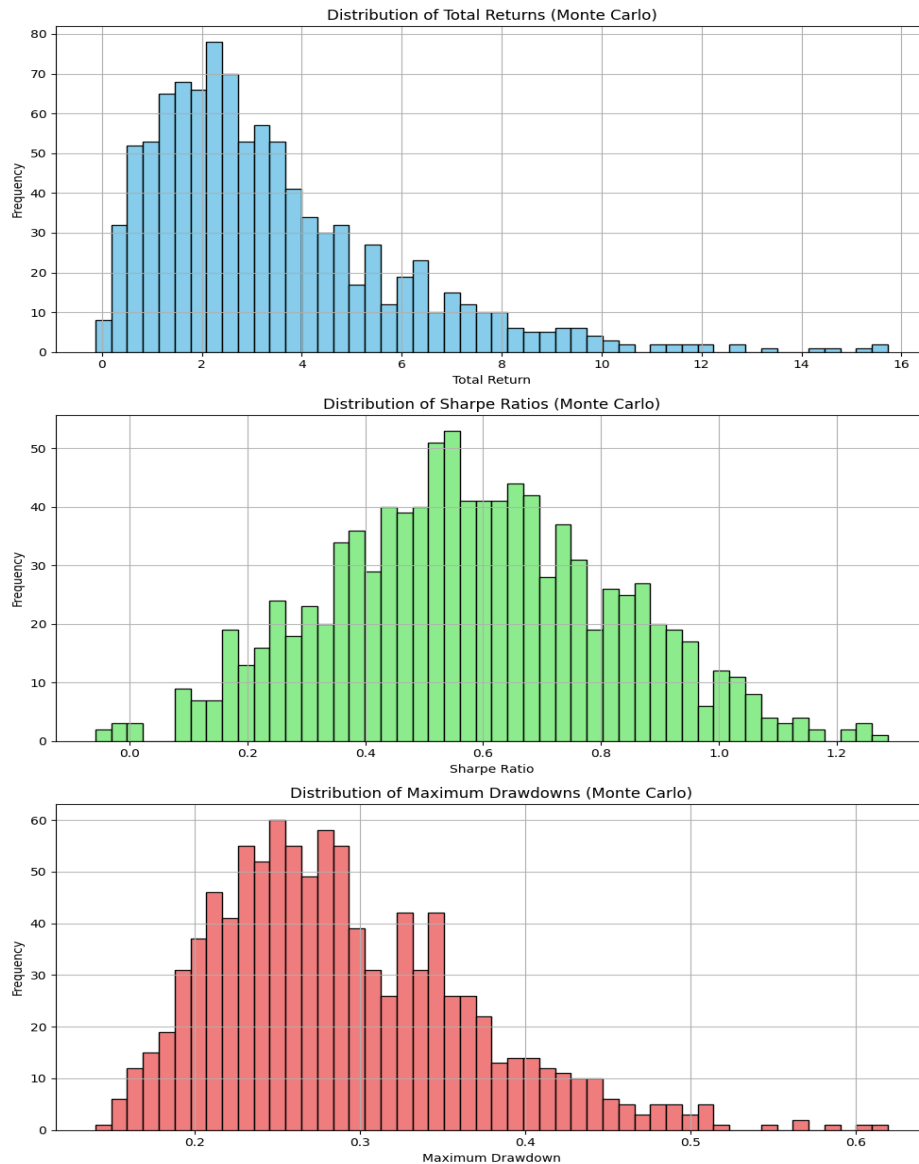 Distribution of Total Returns (Monte Carlo)
80
70
60
50
40
30
20
10
0
Frequency
0 2 4 6 8 10 12 14 16
Total Return
Distribution of Sharpe Ratios (Monte Carlo)
50
40
30
20
10
0
Frequency
0.0 0.2 0.4 0.6 0.8 1.0 1.2
Sharpe Ratio
Distribution of Maximum Drawdowns (Monte Carlo)
60
50
40
30
20
10
0
Frequency
0.2 0.3 0.4 0.5 0.6
Maximum Drawdown